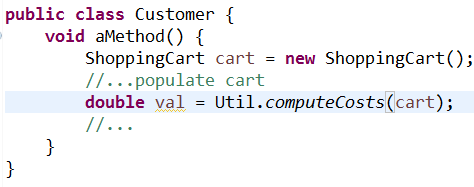 public class Customer {
    void aMethod() {
        ShoppingCart cart = new ShoppingCart();
        //...populate cart
        double val = Util.computeCosts(cart);
        //...
    }
}